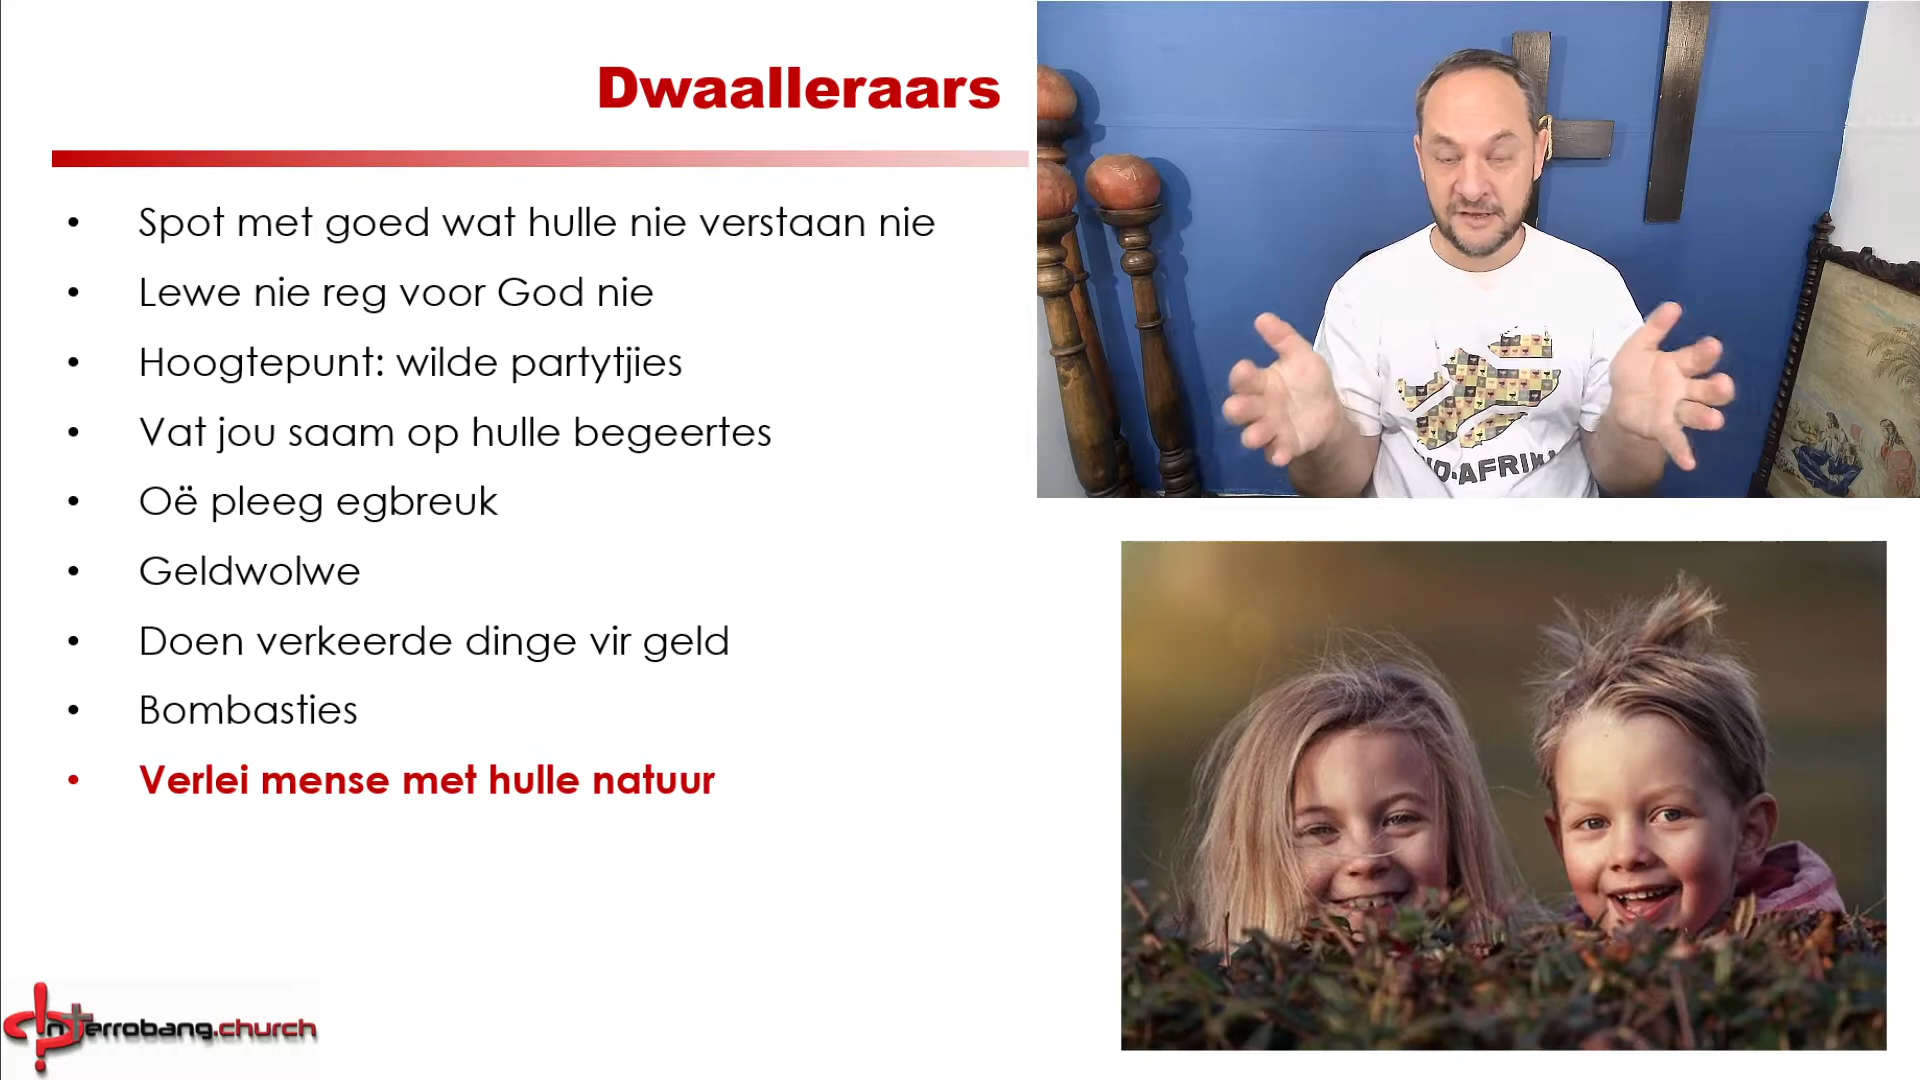 Dwaalleraars
• Spot met goed wat hulle nie verstaan nie
• Lewe nie reg voor God nie
• Hoogtepunt: wilde partytjies
• Vat jou saam op hulle begeertes
• Oë pleeg egbreuk
• Geldwolwe
• Doen verkeerde dinge vir geld
• Bombasties
• Verlei mense met hulle natuur
Interrobang.church